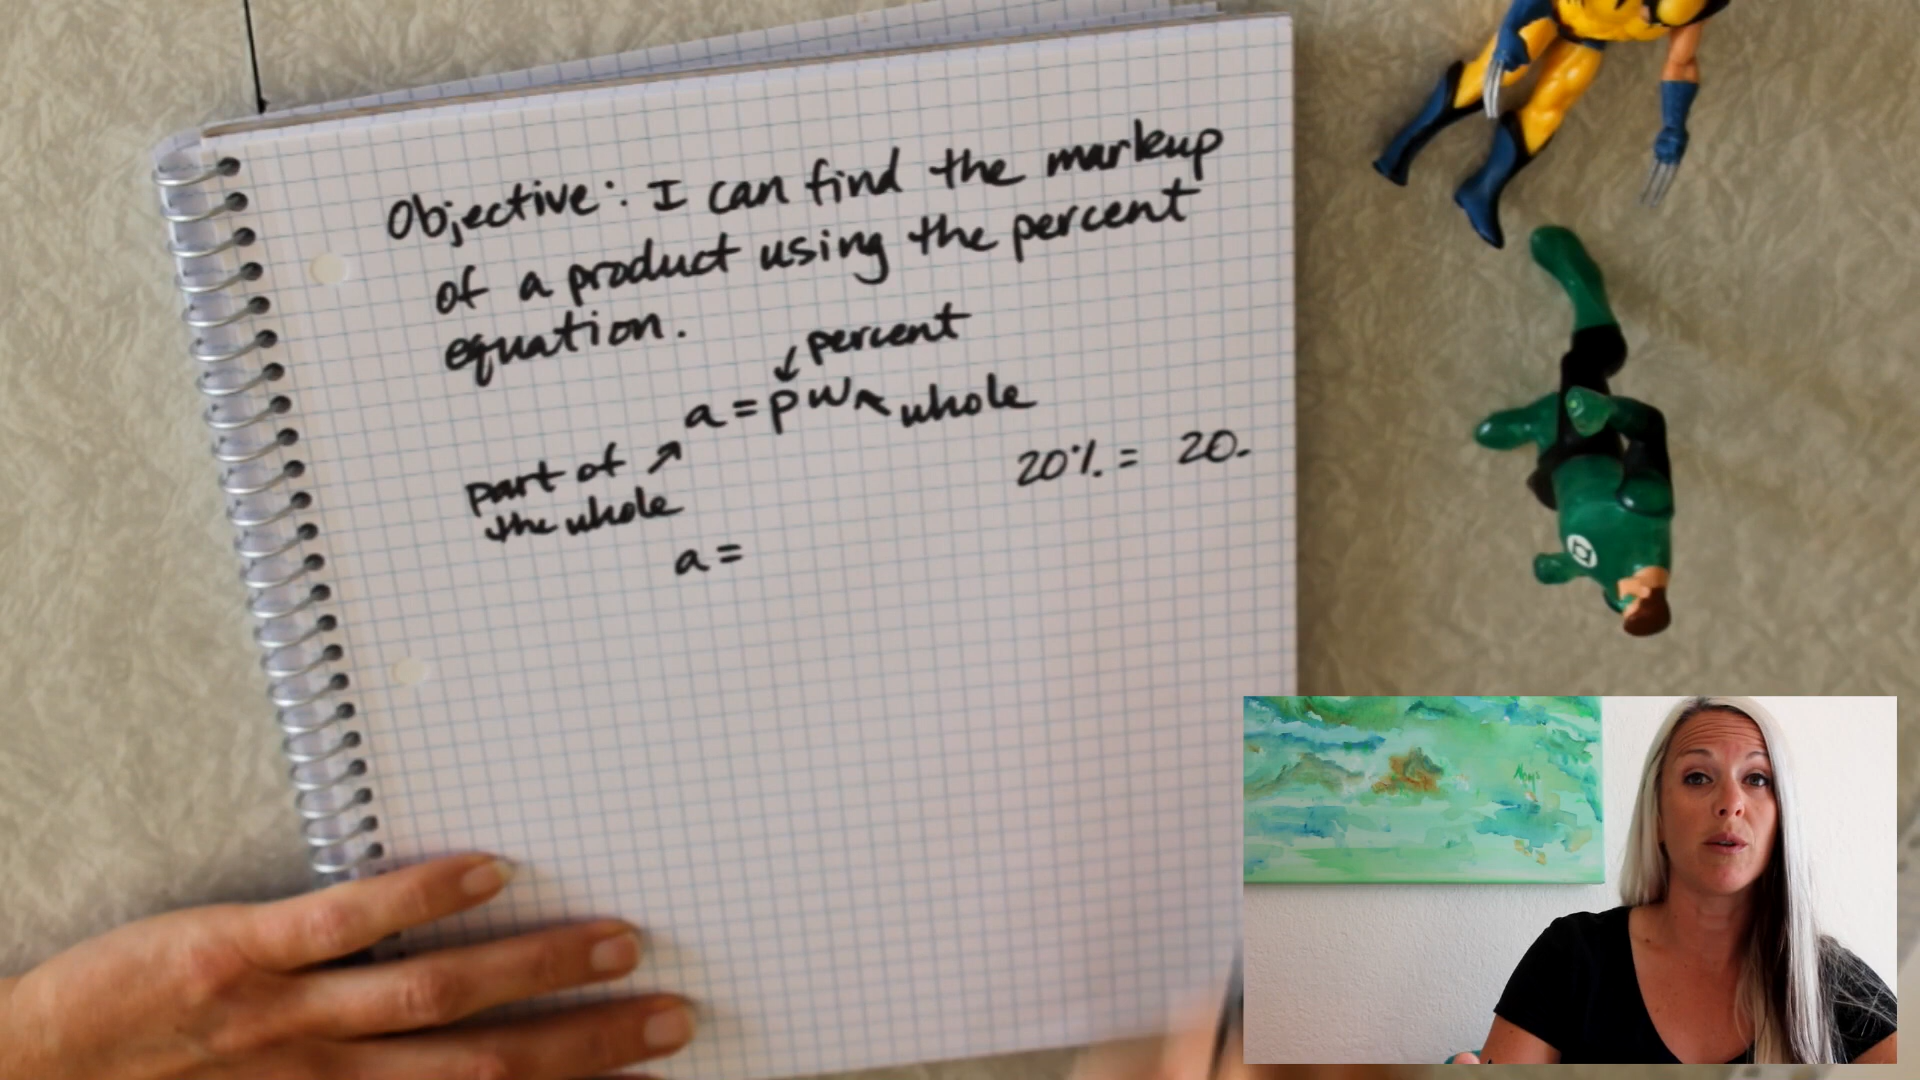 Objective: I can find the markup
of a product using the percent
equation.
↙ percent
a = pw ↖ whole
part of ↗
the whole
20% = 20.
a =